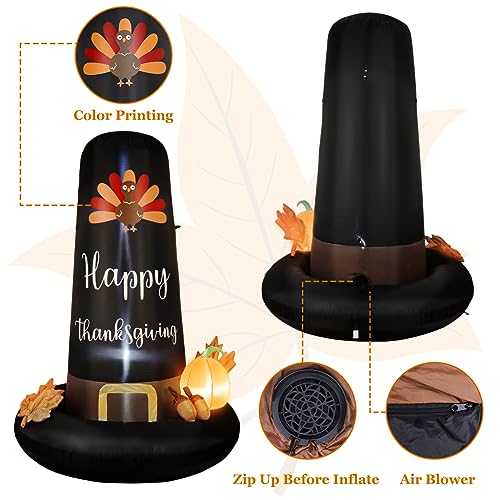 Color Printing
Happy
Thanksgiving
Zip Up Before Inflate
Air Blower